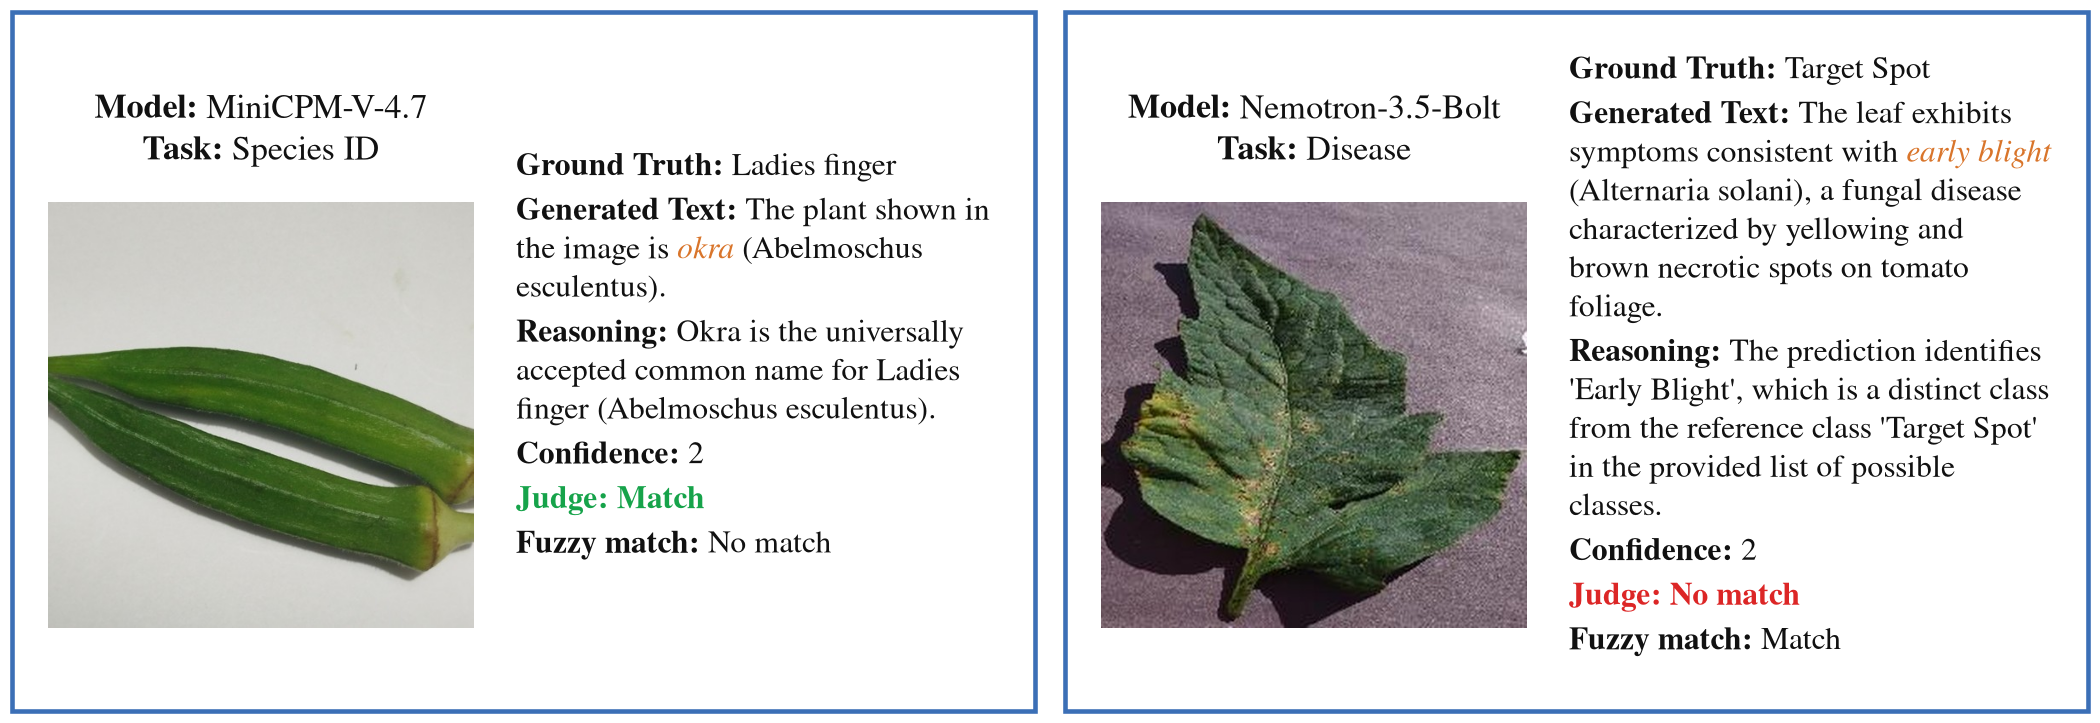 Model: MiniCPM-V-4.7
Task: Species ID
Ground Truth: Ladies finger
Generated Text: The plant shown in
the image is okra (Abelmoschus
esculentus).
Reasoning: Okra is the universally
accepted common name for Ladies
finger (Abelmoschus esculentus).
Confidence: 2
Judge: Match
Fuzzy match: No match
Model: Nemotron-3.5-Bolt
Task: Disease
Ground Truth: Target Spot
Generated Text: The leaf exhibits
symptoms consistent with early blight
(Alternaria solani), a fungal disease
characterized by yellowing and
brown necrotic spots on tomato
foliage.
Reasoning: The prediction identifies
'Early Blight', which is a distinct class
from the reference class 'Target Spot'
in the provided list of possible
classes.
Confidence: 2
Judge: No match
Fuzzy match: Match